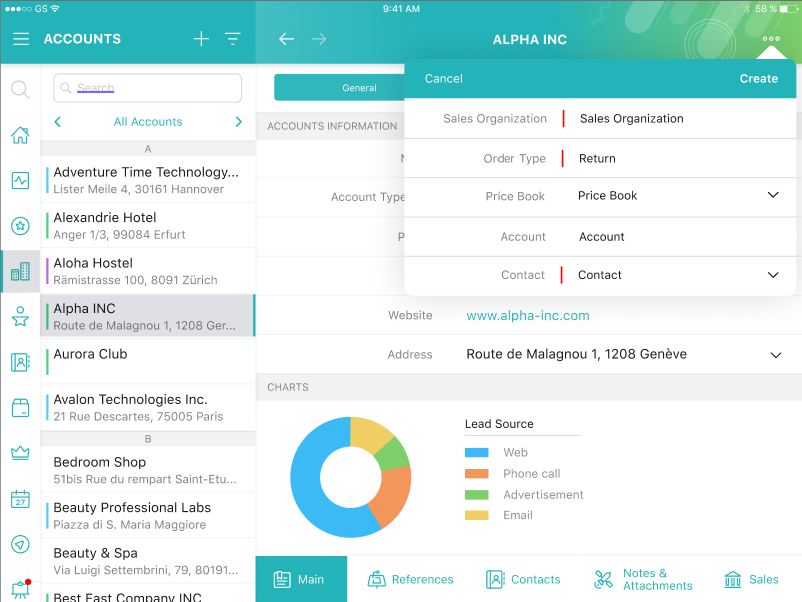 GS
9:41 AM
58 %
ACCOUNTS
ALPHA INC
Search
All Accounts
A
Adventure Time Technology...
Lister Meile 4, 30161 Hannover
Alexandrie Hotel
Anger 1/3, 99084 Erfurt
Aloha Hostel
Rämistrasse 100, 8091 Zürich
Alpha INC
Route de Malagnou 1, 1208 Ger...
Aurora Club
Avalon Technologies Inc.
21 Rue Descartes, 75005 Paris
B
Bedroom Shop
51bis Rue du rempart Saint-Etu...
Beauty Professional Labs
Piazza di S. Maria Maggiore
Beauty & Spa
Via Luigi Settembrini, 79, 80191...
Best East Company INC
27
General
ACCOUNTS INFORMATION
N
Account Type
P
Cancel
Create
Sales Organization
Sales Organization
Order Type
Return
Price Book
Price Book
Account
Account
Contact
Contact
Website
www.alpha-inc.com
Address
Route de Malagnou 1, 1208 Genève
CHARTS
Lead Source
Web
Phone call
Advertisement
Email
Main
References
Contacts
Notes &
Attachments
Sales